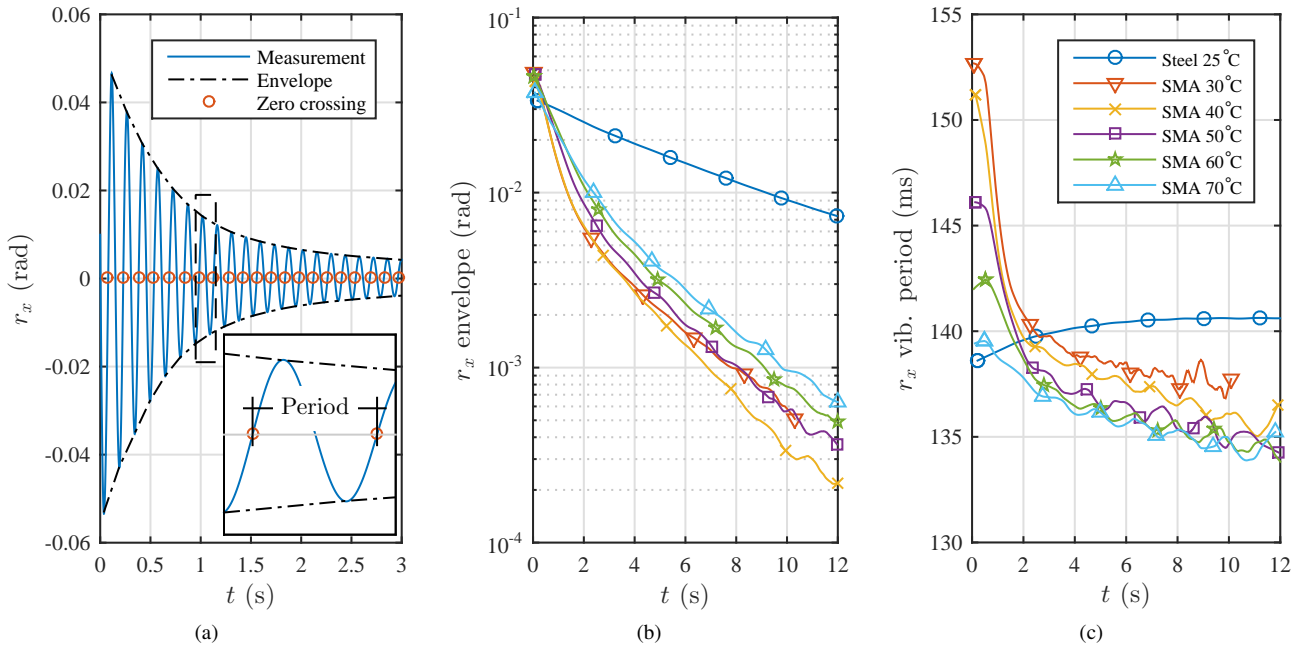 0.06
0.04
0.02
0
-0.02
-0.04
-0.06
r_x (rad)
Measurement
Envelope
Zero crossing
Period
0 0.5 1 1.5 2 2.5 3
t (s)
(a)
10^-1
10^-2
10^-3
10^-4
r_x envelope (rad)
0 2 4 6 8 10 12
t (s)
(b)
155
150
145
140
135
130
r_x vib. period (ms)
Steel 25°C
SMA 30°C
SMA 40°C
SMA 50°C
SMA 60°C
SMA 70°C
0 2 4 6 8 10 12
t (s)
(c)